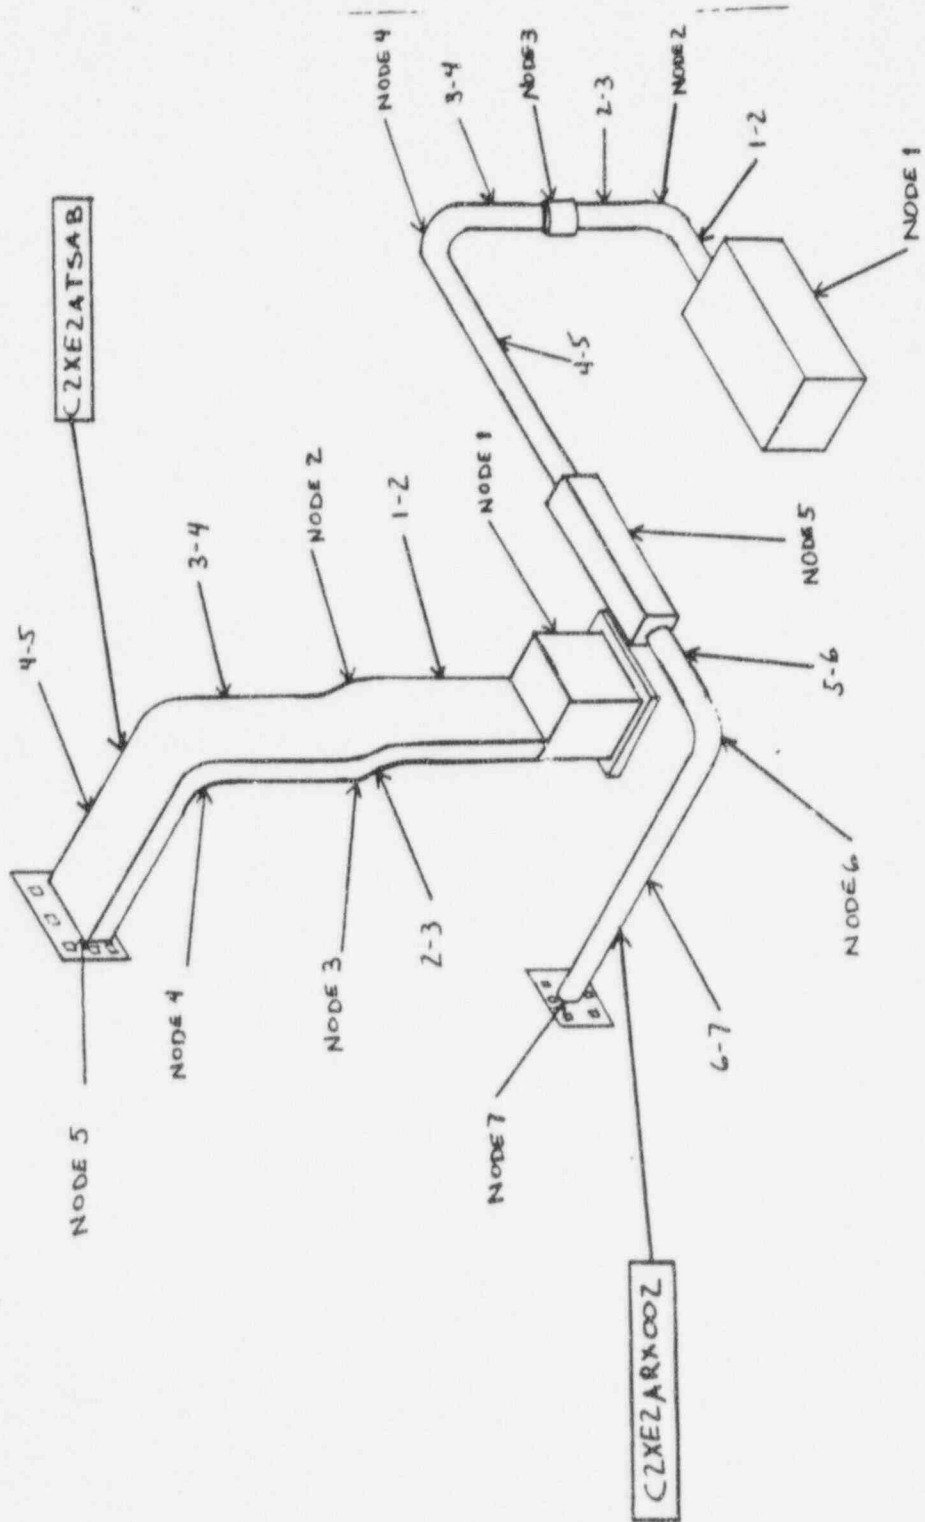 4-5
NODE 5
C2XE2ATSAB
NODE 4
3-4
NODE 2
NODE 3
1-2
NODE 4
2-3
3-4
NODE 1
NODE 7
NODE 3
4-5
2-3
C2XE2ARX002
NODE 2
6-7
1-2
NODE 5
5-6
NODE 6
NODE 1